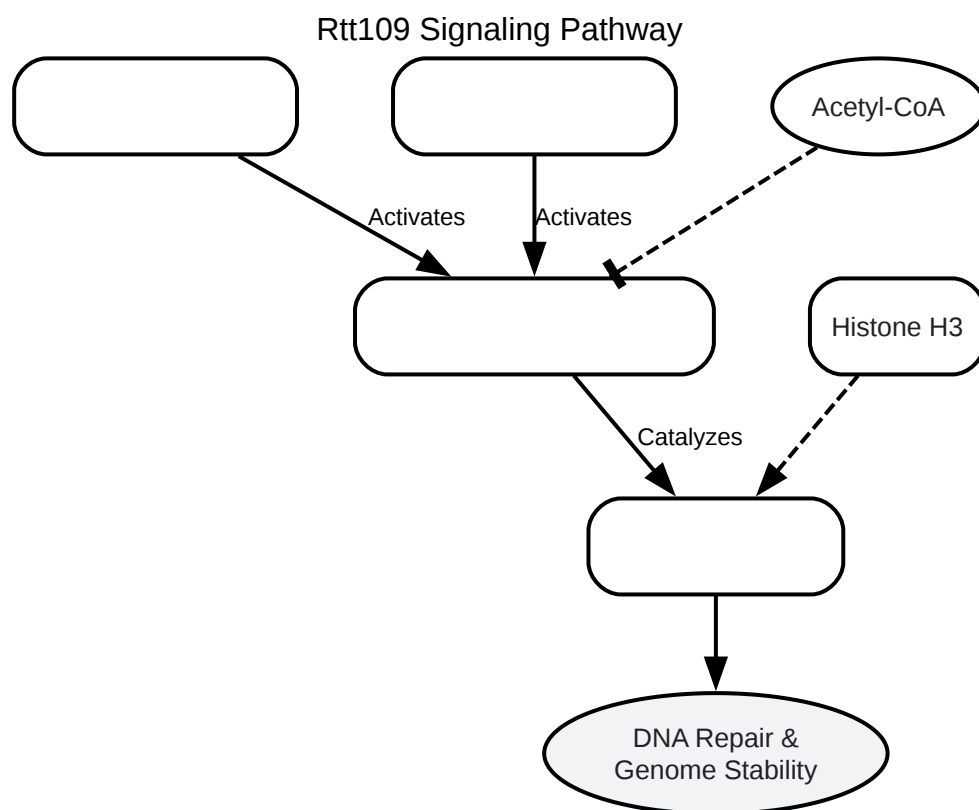 Rtt109 Signaling Pathway
Acetyl-CoA
Activates
Activates
Histone H3
Catalyzes
DNA Repair &
Genome Stability